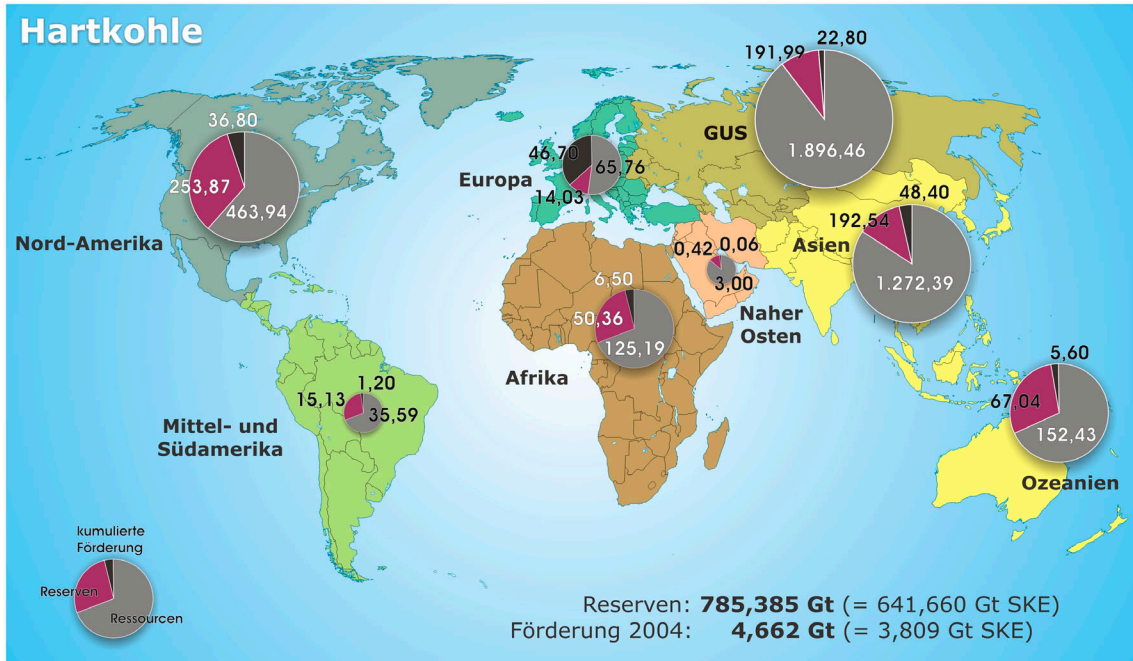 Hartkohle
36,80
253,87
463,94
Nord-Amerika
46,70
65,76
14,03
Europa
191,99
22,80
1.896,46
GUS
192,54
48,40
1.272,39
Asien
0,42
0,06
3,00
Naher
Osten
6,50
50,36
125,19
Afrika
15,13
1,20
35,59
Mittel- und
Südamerika
5,60
67,04
152,43
Ozeanien
kumulierte
Förderung
Reserven
Ressourcen
Reserven: 785,385 Gt (= 641,660 Gt SKE)
Förderung 2004: 4,662 Gt (= 3,809 Gt SKE)